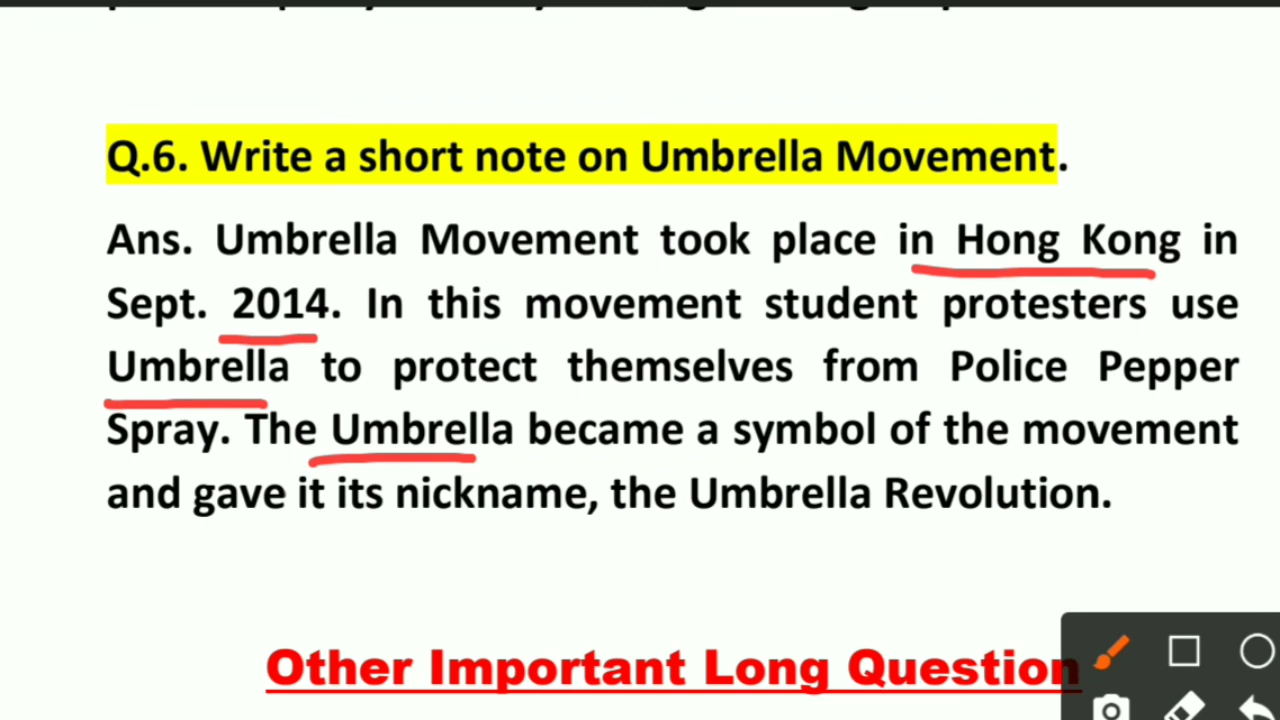 Q.6. Write a short note on Umbrella Movement.
Ans. Umbrella Movement took place in Hong Kong in
Sept. 2014. In this movement student protesters use
Umbrella to protect themselves from Police Pepper
Spray. The Umbrella became a symbol of the movement
and gave it its nickname, the Umbrella Revolution.
Other Important Long Question